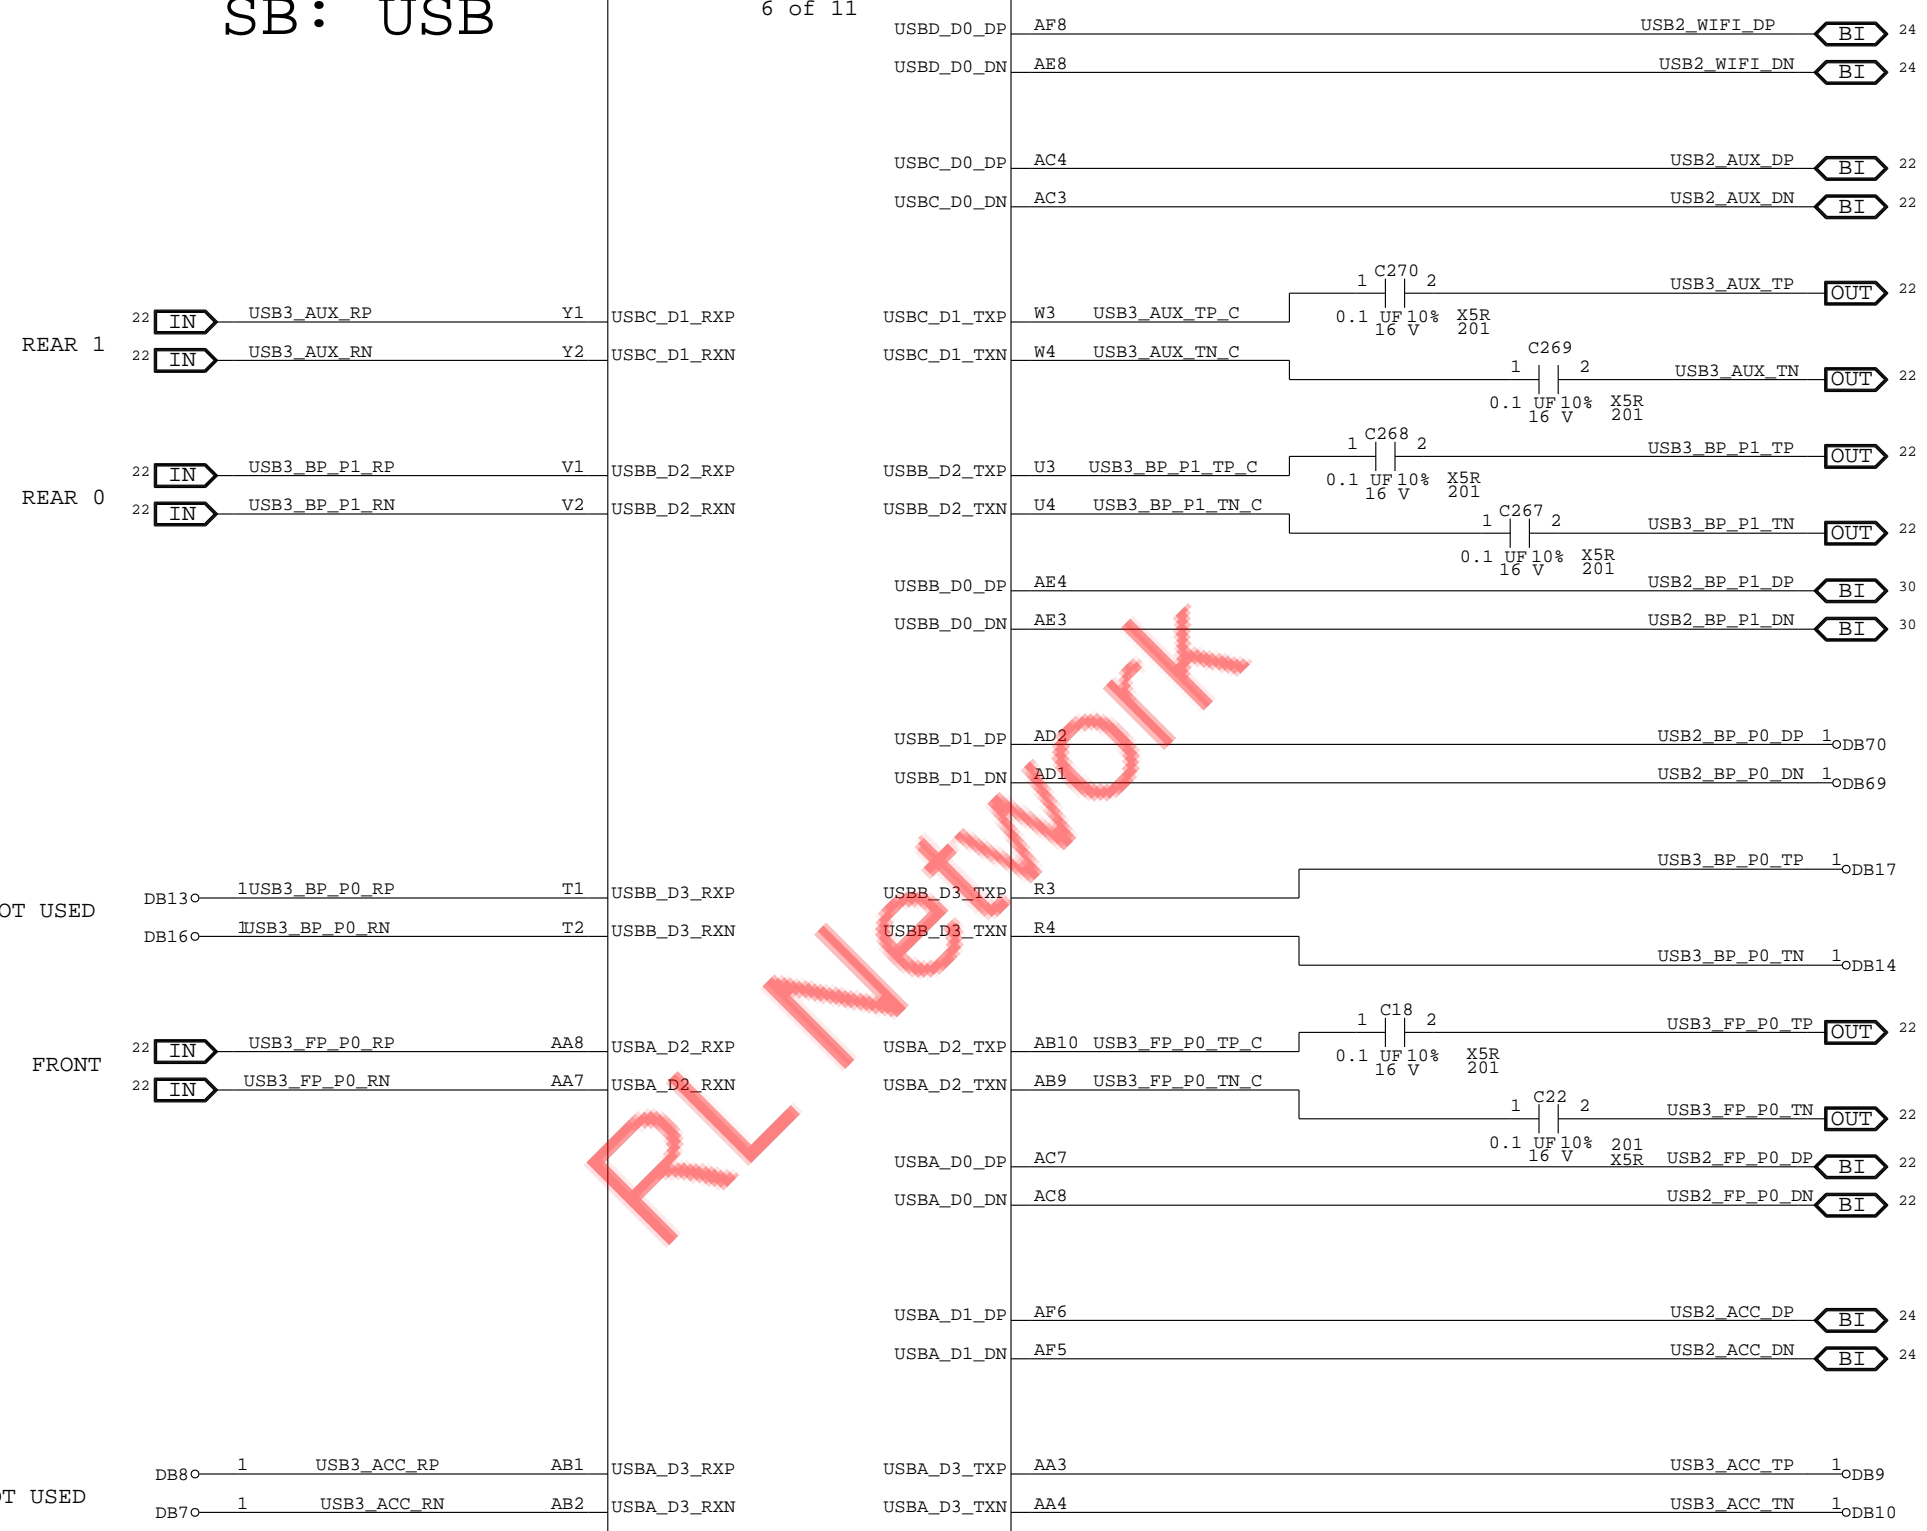 SB: USB
6 of 11
USBD_D0_DP AF8 USB2_WIFI_DP BI 24
USBD_D0_DN AE8 USB2_WIFI_DN BI 24
USBC_D0_DP AC4 USB2_AUX_DP BI 22
USBC_D0_DN AC3 USB2_AUX_DN BI 22
REAR 1
22 IN USB3_AUX_RP Y1 USBC_D1_RXP USBC_D1_TXP W3 USB3_AUX_TP_C 1 C270 2 USB3_AUX_TP OUT 22
0.1 UF 10% X5R
16 V 201
22 IN USB3_AUX_RN Y2 USBC_D1_RXN USBC_D1_TXN W4 USB3_AUX_TN_C 1 C269 2 USB3_AUX_TN OUT 22
0.1 UF 10% X5R
16 V 201
REAR 0
22 IN USB3_BP_P1_RP V1 USBB_D2_RXP USBB_D2_TXP U3 USB3_BP_P1_TP_C 1 C268 2 USB3_BP_P1_TP OUT 22
0.1 UF 10% X5R
16 V 201
22 IN USB3_BP_P1_RN V2 USBB_D2_RXN USBB_D2_TXN U4 USB3_BP_P1_TN_C 1 C267 2 USB3_BP_P1_TN OUT 22
0.1 UF 10% X5R
16 V 201
USBB_D0_DP AE4 USB2_BP_P1_DP BI 30
USBB_D0_DN AE3 USB2_BP_P1_DN BI 30
USBB_D1_DP AD2 USB2_BP_P0_DP 1 DB70
USBB_D1_DN AD1 USB2_BP_P0_DN 1 DB69
USED
DB13 1 USB3_BP_P0_RP T1 USBB_D3_RXP USBB_D3_TXP R3 USB3_BP_P0_TP 1 DB17
DB16 1 USB3_BP_P0_RN T2 USBB_D3_RXN USBB_D3_TXN R4 USB3_BP_P0_TN 1 DB14
FRONT
22 IN USB3_FP_P0_RP AA8 USBA_D2_RXP USBA_D2_TXP AB10 USB3_FP_P0_TP_C 1 C18 2 USB3_FP_P0_TP OUT 22
0.1 UF 10% X5R
16 V 201
22 IN USB3_FP_P0_RN AA7 USBA_D2_RXN USBA_D2_TXN AB9 USB3_FP_P0_TN_C 1 C22 2 USB3_FP_P0_TN OUT 22
0.1 UF 10% 201
16 V X5R
USBA_D0_DP AC7 USB2_FP_P0_DP BI 22
USBA_D0_DN AC8 USB2_FP_P0_DN BI 22
USBA_D1_DP AF6 USB2_ACC_DP BI 24
USBA_D1_DN AF5 USB2_ACC_DN BI 24
USED
DB8 1 USB3_ACC_RP AB1 USBA_D3_RXP USBA_D3_TXP AA3 USB3_ACC_TP 1 DB9
DB7 1 USB3_ACC_RN AB2 USBA_D3_RXN USBA_D3_TXN AA4 USB3_ACC_TN 1 DB10
RL Network